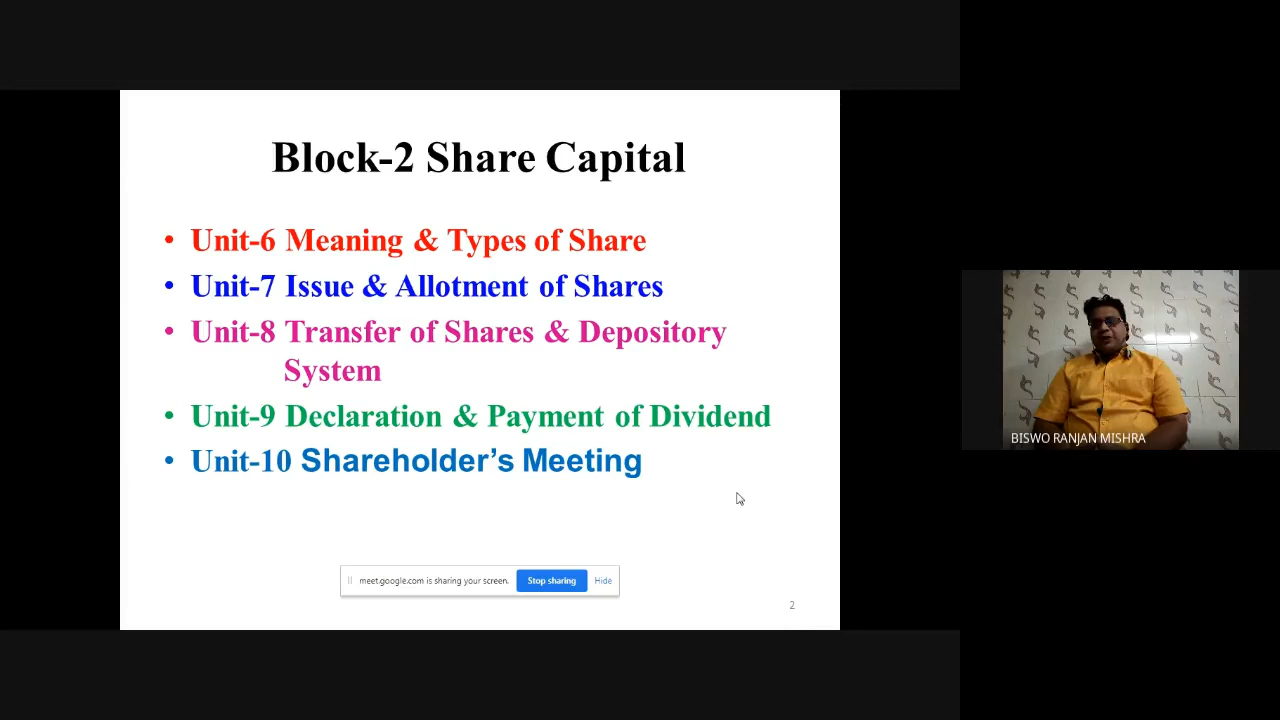 Block-2 Share Capital
• Unit-6 Meaning & Types of Share
• Unit-7 Issue & Allotment of Shares
• Unit-8 Transfer of Shares & Depository
System
• Unit-9 Declaration & Payment of Dividend
• Unit-10 Shareholder’s Meeting
meet.google.com is sharing your screen. Stop sharing Hide
2
BISWO RANJAN MISHRA